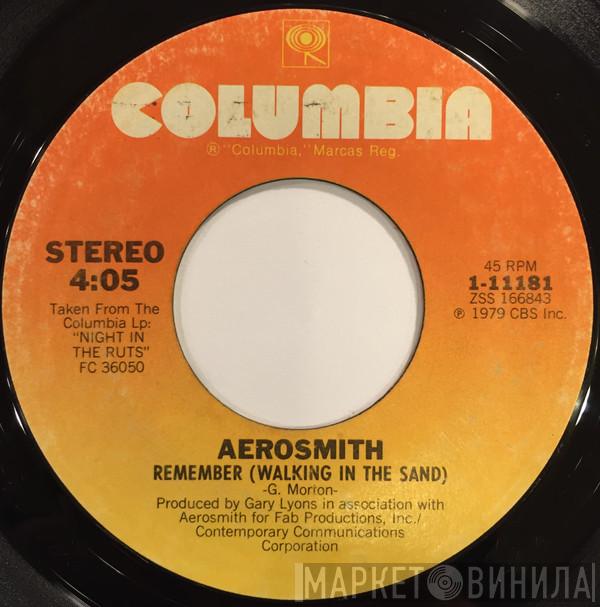 COLUMBIA
® "Columbia," Marcas Reg.
STEREO
4:05
Taken From The
Columbia Lp:
"NIGHT IN
THE RUTS"
FC 36050
45 RPM
1-11181
ZSS 166843
℗ 1979 CBS Inc.
AEROSMITH
REMEMBER (WALKING IN THE SAND)
-G. Morton-
Produced by Gary Lyons in association with
Aerosmith for Fab Productions, Inc./
Contemporary Communications
Corporation
МАРКЕТ ВИНИЛА